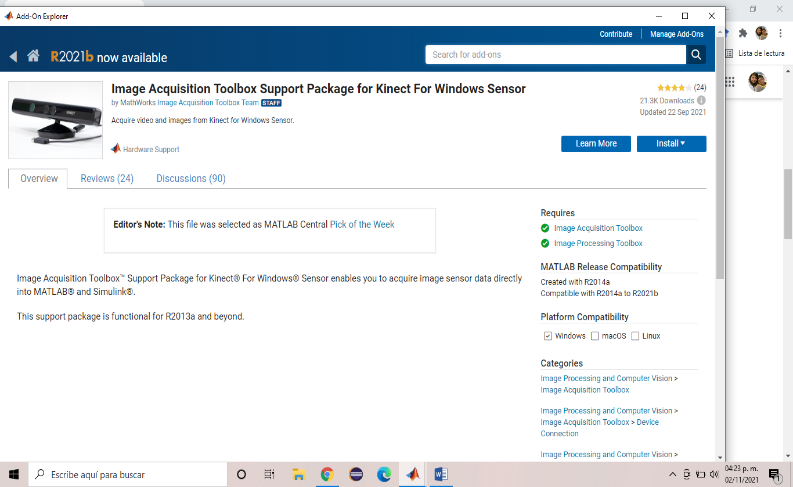 Add-On Explorer
Contribute
Manage Add-Ons
R2021b now available
Search for add-ons
Lista de lectura
Image Acquisition Toolbox Support Package for Kinect For Windows Sensor
by MathWorks Image Acquisition Toolbox Team STAFF
Acquire video and images from Kinect for Windows Sensor.
Hardware Support
(24)
21.3K Downloads
Updated 22 Sep 2021
Learn More
Install
Overview
Reviews (24)
Discussions (90)
Editor's Note: This file was selected as MATLAB Central Pick of the Week
Image Acquisition Toolbox™ Support Package for Kinect® For Windows® Sensor enables you to acquire image sensor data directly
into MATLAB® and Simulink®.
This support package is functional for R2013a and beyond.
Requires
Image Acquisition Toolbox
Image Processing Toolbox
MATLAB Release Compatibility
Created with R2014a
Compatible with R2014a to R2021b
Platform Compatibility
Windows macOS Linux
Categories
Image Processing and Computer Vision >
Image Acquisition Toolbox
Image Processing and Computer Vision >
Image Acquisition Toolbox > Device
Connection
Image Processing and Computer Vision >
Escribe aquí para buscar
04:23 p. m.
02/11/2021